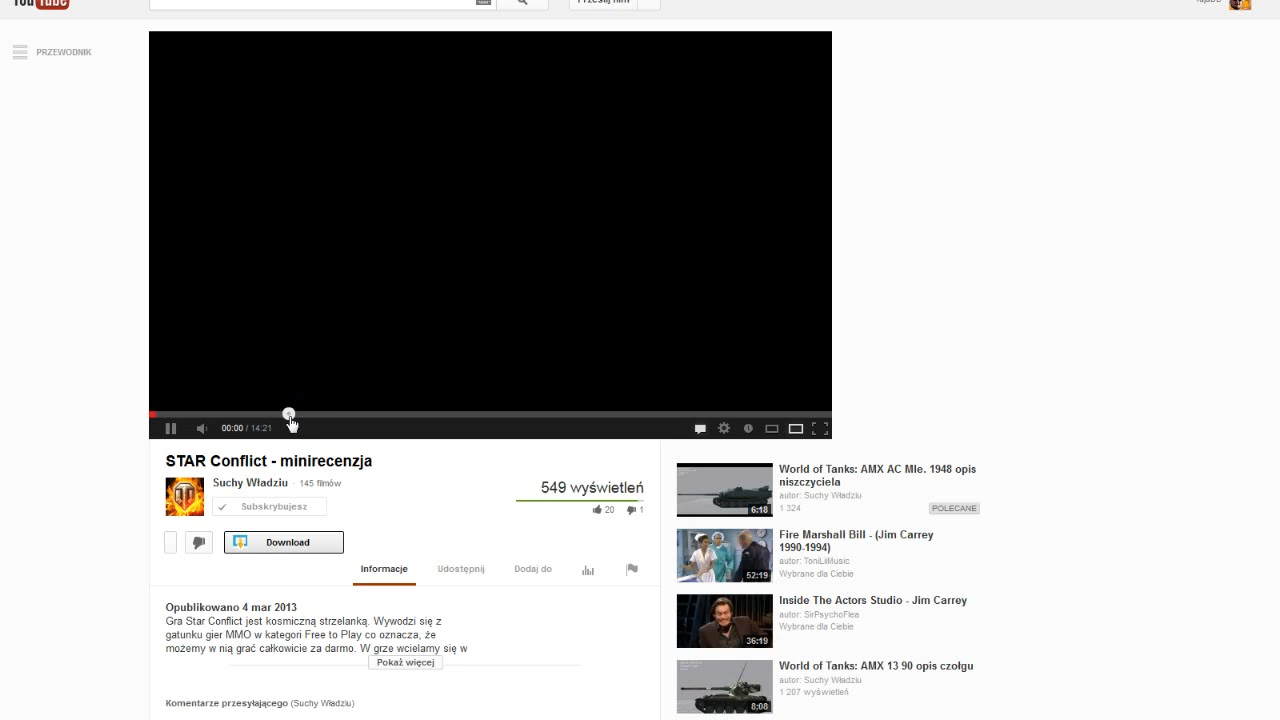 YouTube
Prześlij film
PRZEWODNIK
00:00 / 14:21
STAR Conflict - minirecenzja
Suchy Władziu · 145 filmów
Subskrybujesz
549 wyświetleń
20 1
Download
Informacje Udostępnij Dodaj do
Opublikowano 4 mar 2013
Gra Star Conflict jest kosmiczną strzelanką. Wywodzi się z
gatunku gier MMO w kategori Free to Play co oznacza, że
możemy w nią grać całkowicie za darmo. W grze wcielamy się w
Pokaż więcej
Komentarze przesyłającego (Suchy Władziu)
World of Tanks: AMX AC Mle. 1948 opis
niszczyciela
autor: Suchy Władziu
1 324 POLECANE
6:18
Fire Marshall Bill - (Jim Carrey
1990-1994)
autor: ToniLilMusic
Wybrane dla Ciebie
52:19
Inside The Actors Studio - Jim Carrey
autor: SirPsychoFlea
Wybrane dla Ciebie
36:19
World of Tanks: AMX 13 90 opis czołgu
autor: Suchy Władziu
1 207 wyświetleń
8:08